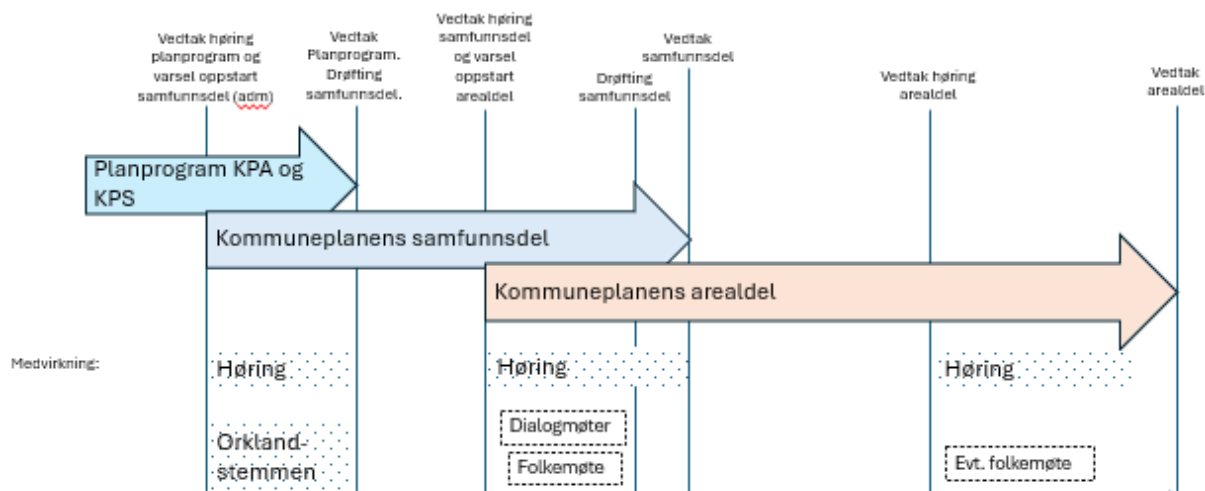 Vedtak høring
planprogram og
varsel oppstart
samfunnsdel (adm)
Vedtak
Planprogram.
Drøfting
samfunnsdel.
Vedtak høring
samfunnsdel
og varsel
oppstart
arealdel
Drøfting
samfunnsdel
Vedtak
samfunnsdel
Vedtak høring
arealdel
Vedtak
arealdel
Planprogram KPA og
KPS
Kommuneplanens samfunnsdel
Kommuneplanens arealdel
Medvirkning:
Høring
Høring
Høring
Orkland-
stemmen
Dialogmøter
Folkemøte
Evt. folkemøte